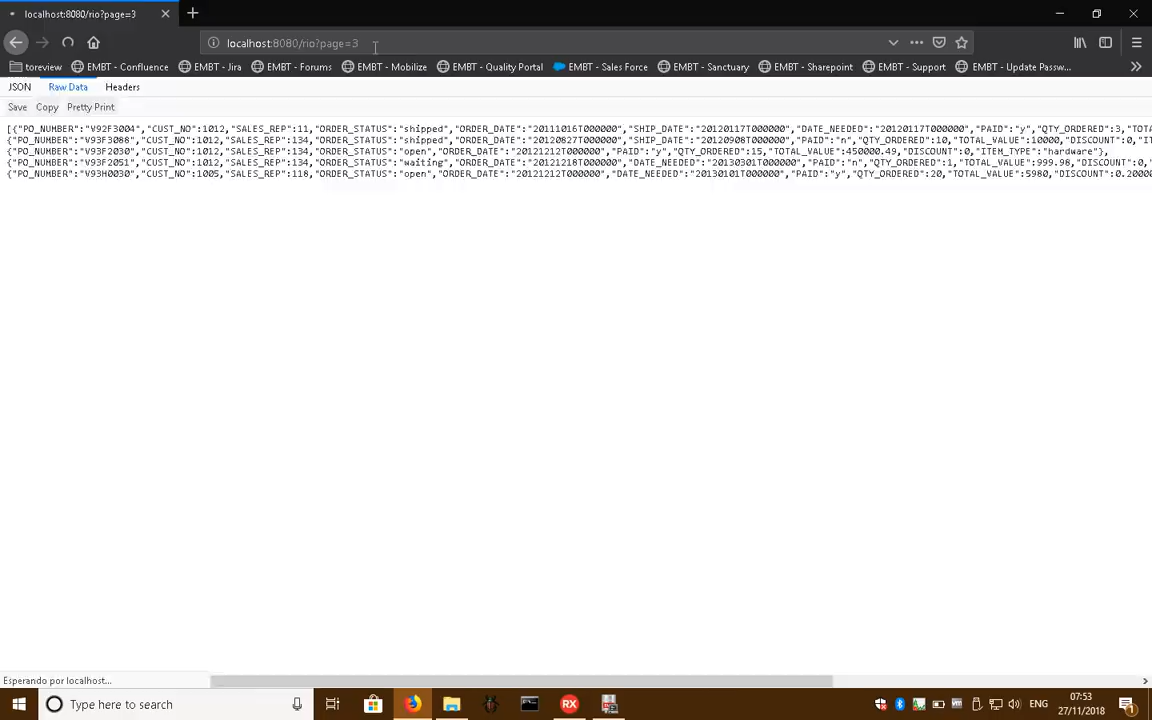 localhost:8080/rio?page=3
localhost:8080/rio?page=3
toreview EMBT - Confluence EMBT - Jira EMBT - Forums EMBT - Mobilize EMBT - Quality Portal EMBT - Sales Force EMBT - Sanctuary EMBT - Sharepoint EMBT - Support EMBT - Update Passw...
JSON Raw Data Headers
Save Copy Pretty Print
[{"PO_NUMBER":"V92F3004","CUST_NO":1012,"SALES_REP":11,"ORDER_STATUS":"shipped","ORDER_DATE":"20111016T000000","SHIP_DATE":"20120117T000000","DATE_NEEDED":"20120117T000000","PAID":"y","QTY_ORDERED":3,"TOTA
{"PO_NUMBER":"V93F3088","CUST_NO":1012,"SALES_REP":134,"ORDER_STATUS":"shipped","ORDER_DATE":"20120827T000000","SHIP_DATE":"20120908T000000","PAID":"n","QTY_ORDERED":10,"TOTAL_VALUE":10000,"DISCOUNT":0,"I
{"PO_NUMBER":"V93F2030","CUST_NO":1012,"SALES_REP":134,"ORDER_STATUS":"open","ORDER_DATE":"20121212T000000","PAID":"y","QTY_ORDERED":15,"TOTAL_VALUE":450000.49,"DISCOUNT":0,"ITEM_TYPE":"hardware"},
{"PO_NUMBER":"V93F2051","CUST_NO":1012,"SALES_REP":134,"ORDER_STATUS":"waiting","ORDER_DATE":"20121218T000000","DATE_NEEDED":"20130301T000000","PAID":"n","QTY_ORDERED":1,"TOTAL_VALUE":999.98,"DISCOUNT":0,"
{"PO_NUMBER":"V93H0030","CUST_NO":1005,"SALES_REP":118,"ORDER_STATUS":"open","ORDER_DATE":"20121212T000000","DATE_NEEDED":"20130101T000000","PAID":"y","QTY_ORDERED":20,"TOTAL_VALUE":5980,"DISCOUNT":0.20000
Esperando por localhost...
Type here to search
RX
ENG
07:53
27/11/2018
1